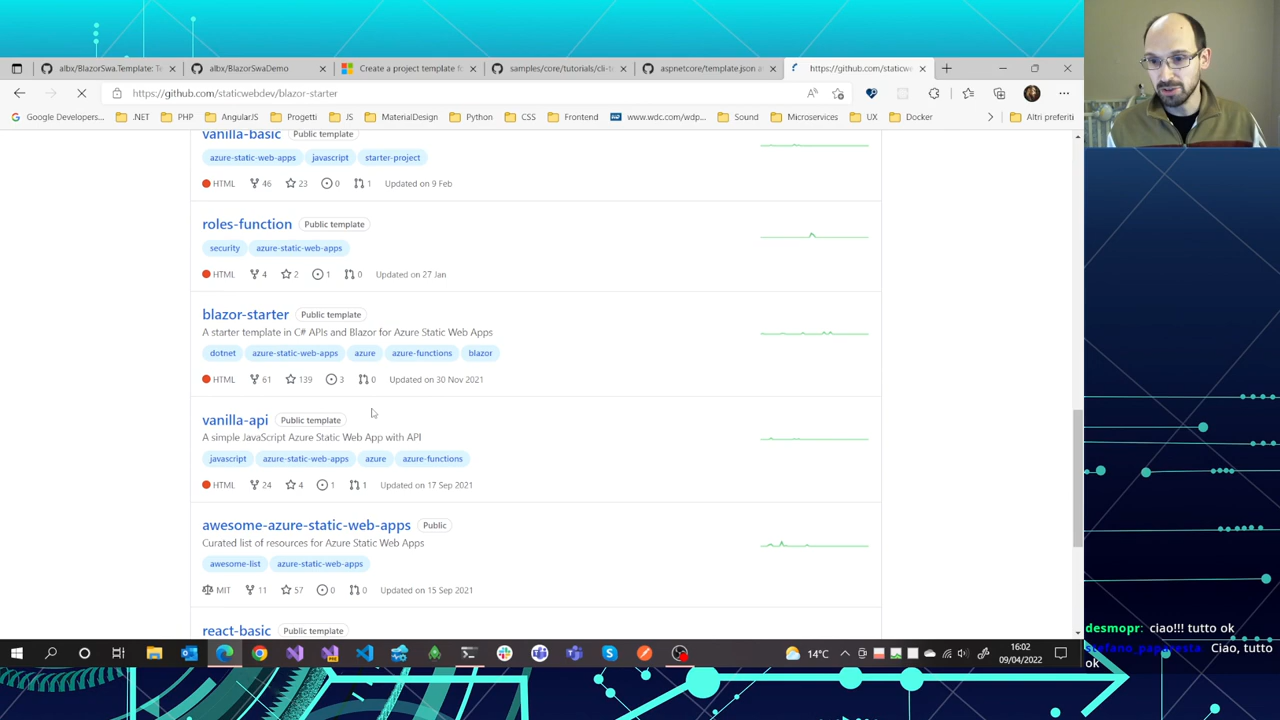 albx/BlazorSwa.Template: Te
albx/BlazorSwaDemo
Create a project template for
samples/core/tutorials/cli-t
aspnetcore/template.json a
https://github.com/staticwe
https://github.com/staticwebdev/blazor-starter
Google Developers...
.NET
PHP
AngularJS
Progetti
JS
MaterialDesign
Python
CSS
Frontend
www.wdc.com/wdp...
Sound
Microservices
UX
Docker
Altri preferiti
vanilla-basic Public template
azure-static-web-apps javascript starter-project
HTML 46 23 0 1 Updated on 9 Feb
roles-function Public template
security azure-static-web-apps
HTML 4 2 1 0 Updated on 27 Jan
blazor-starter Public template
A starter template in C# APIs and Blazor for Azure Static Web Apps
dotnet azure-static-web-apps azure azure-functions blazor
HTML 61 139 3 0 Updated on 30 Nov 2021
vanilla-api Public template
A simple JavaScript Azure Static Web App with API
javascript azure-static-web-apps azure azure-functions
HTML 24 4 1 1 Updated on 17 Sep 2021
awesome-azure-static-web-apps Public
Curated list of resources for Azure Static Web Apps
awesome-list azure-static-web-apps
MIT 11 57 0 0 Updated on 15 Sep 2021
react-basic Public template
14°C
16:02
09/04/2022
desmopr: ciao!!! tutto ok
Ciao, tutto
ok